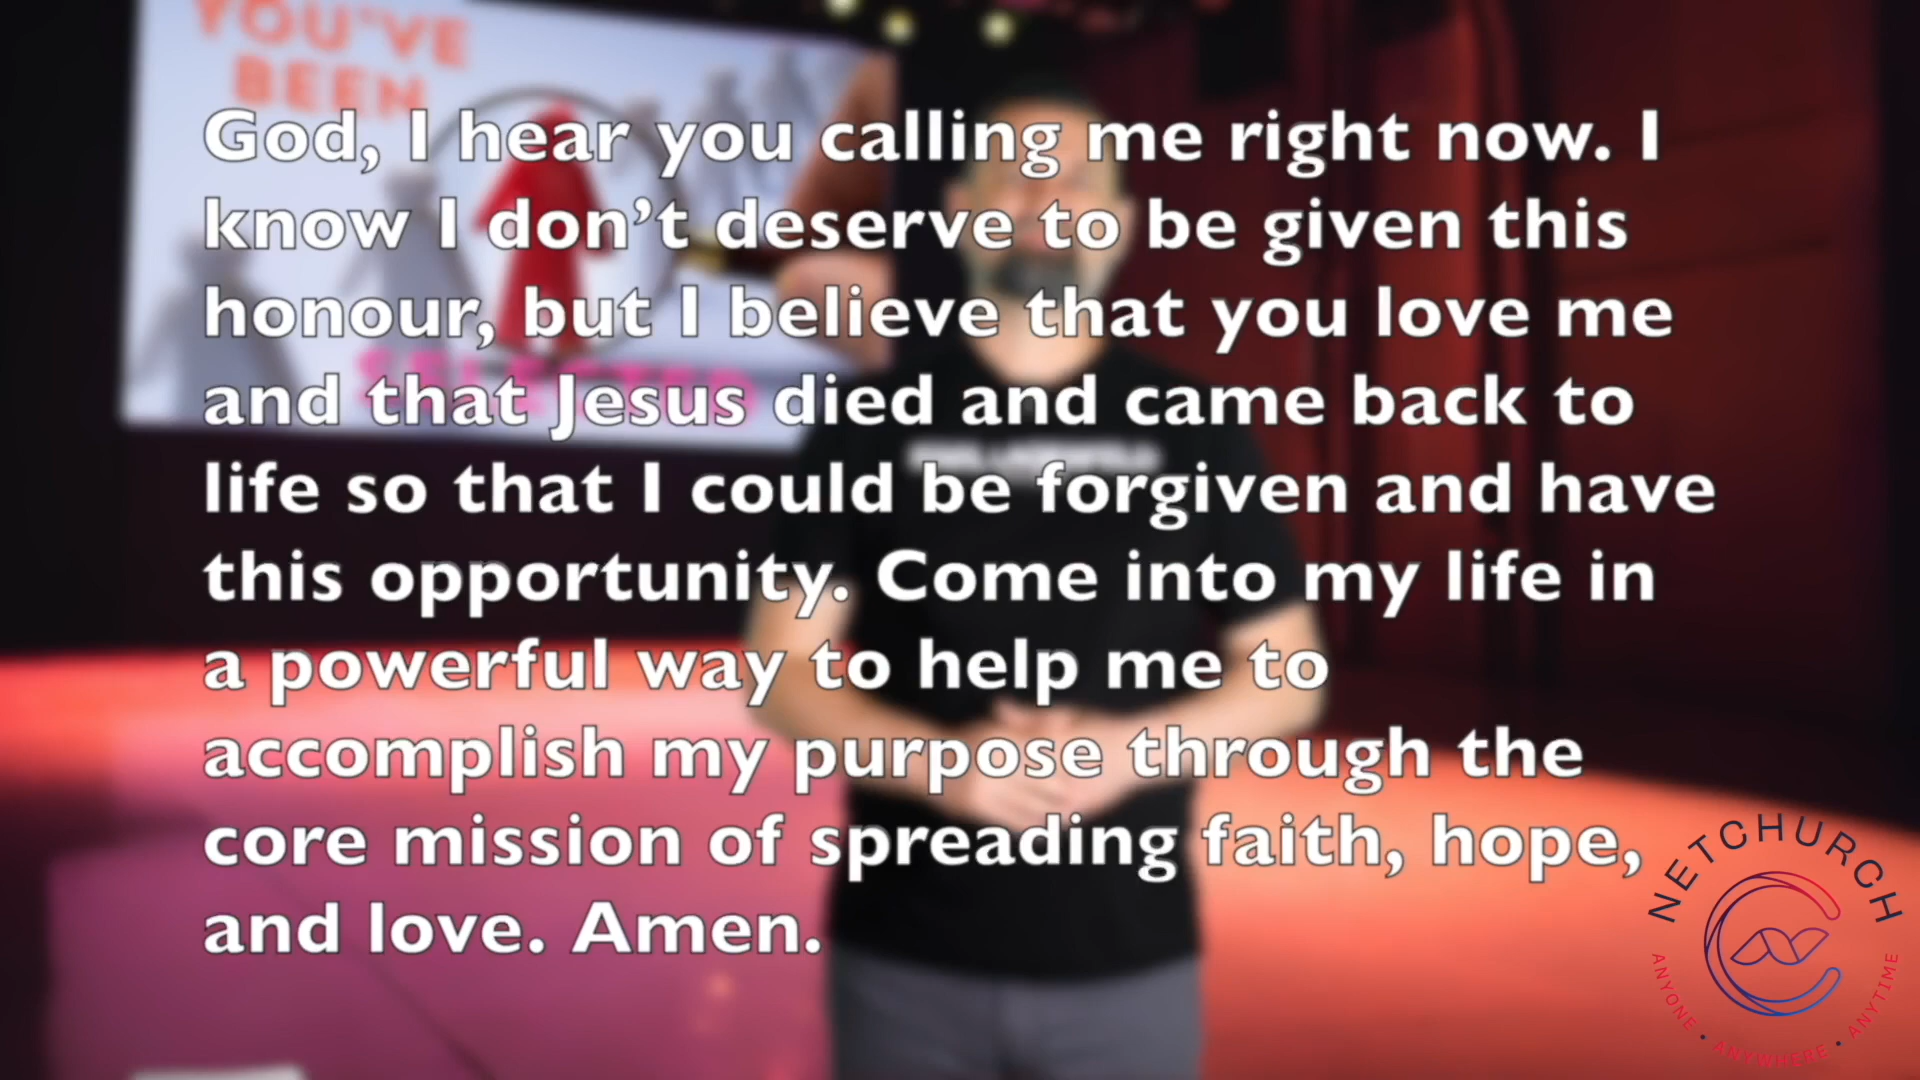 YOU'VE
BEEN
SELECTED
God, I hear you calling me right now. I
know I don’t deserve to be given this
honour, but I believe that you love me
and that Jesus died and came back to
life so that I could be forgiven and have
this opportunity. Come into my life in
a powerful way to help me to
accomplish my purpose through the
core mission of spreading faith, hope,
and love. Amen.
NETCHURCH
ANYONE • ANYWHERE • ANYTIME